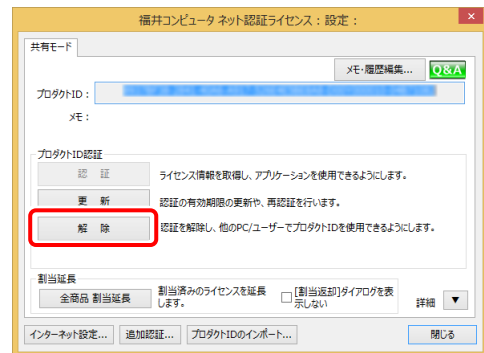 福井コンピュータ ネット認証ライセンス：設定：
共有モード
メモ・履歴編集...
Q&A
プロダクトID：
メモ：
プロダクトID認証
認 証
ライセンス情報を取得し、アプリケーションを使用できるようにします。
更 新
認証の有効期限の更新や、再認証を行います。
解 除
認証を解除し、他のPC/ユーザーでプロダクトIDを使用できるようにします。
割当延長
全商品 割当延長
割当済みのライセンスを延長
します。
[割当返却]ダイアログを表
示しない
詳細 ▼
インターネット設定...
追加認証...
プロダクトIDのインポート...
閉じる